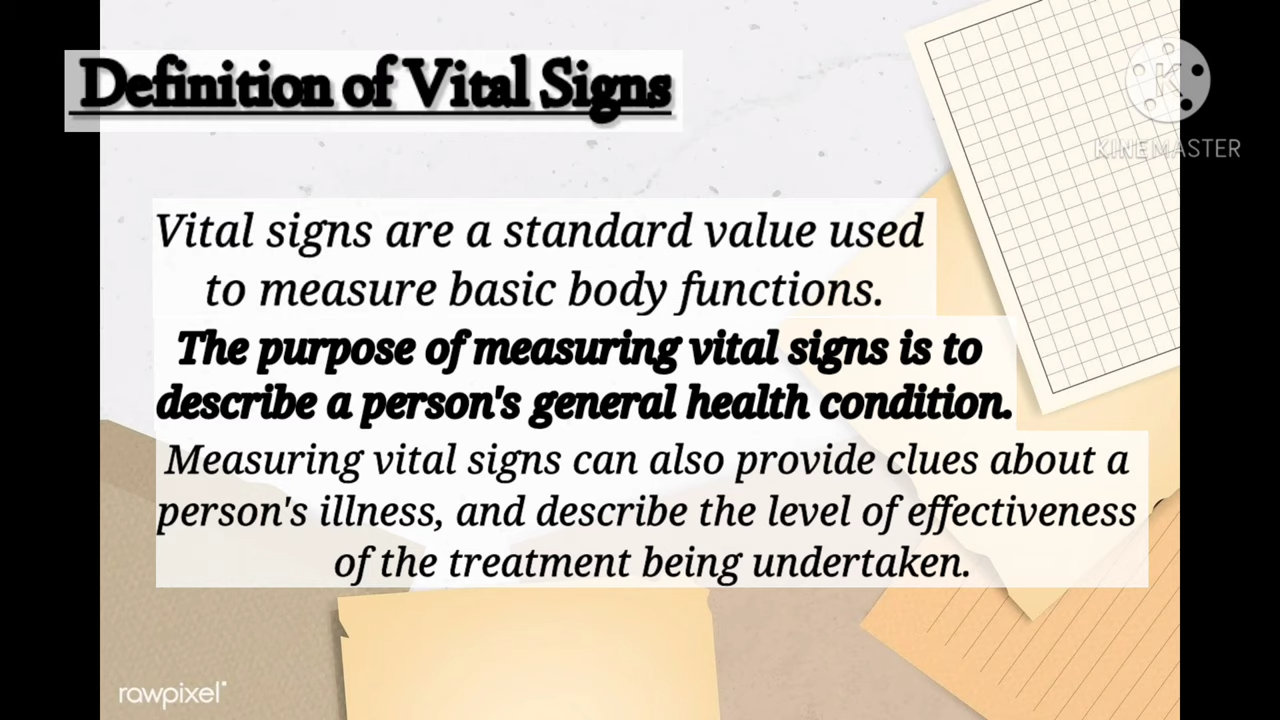 Definition of Vital Signs
KINEMASTER
Vital signs are a standard value used
to measure basic body functions.
The purpose of measuring vital signs is to
describe a person's general health condition.
Measuring vital signs can also provide clues about a
person's illness, and describe the level of effectiveness
of the treatment being undertaken.
rawpixel